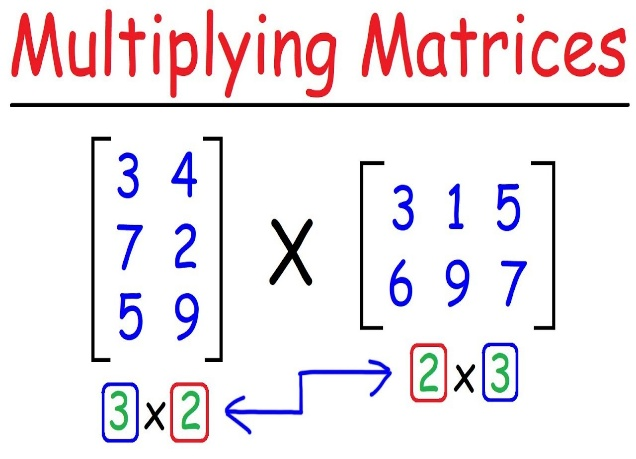 Multiplying Matrices
3 4
7 2
5 9
X
3 1 5
6 9 7
3 x 2
2 x 3